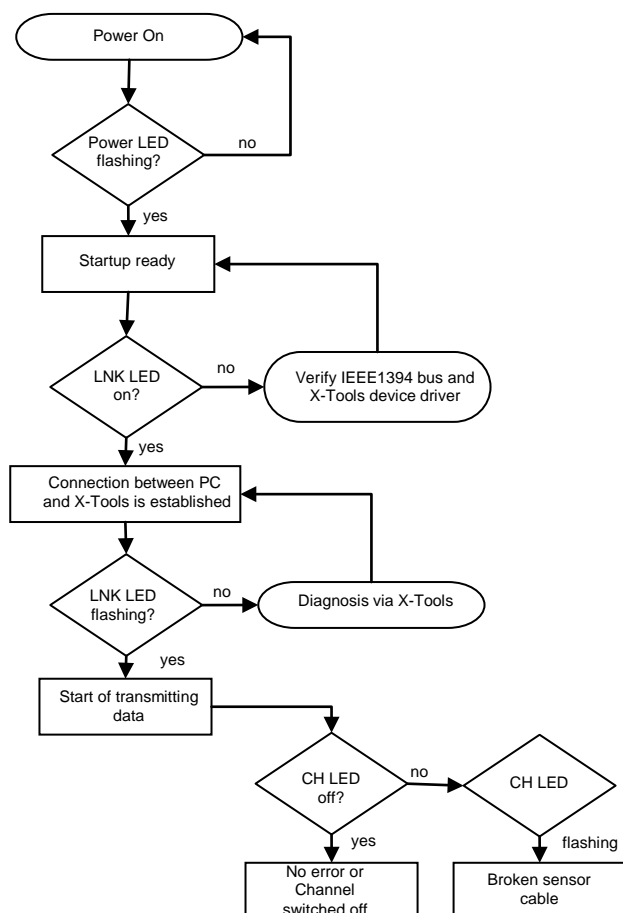 Power On
Power LED
flashing?
no
yes
Startup ready
LNK LED
on?
no
Verify IEEE1394 bus and
X-Tools device driver
yes
Connection between PC
and X-Tools is established
LNK LED
flashing?
no
Diagnosis via X-Tools
yes
Start of transmitting
data
CH LED
off?
no
CH LED
yes
flashing
No error or
Channel
switched off
Broken sensor
cable